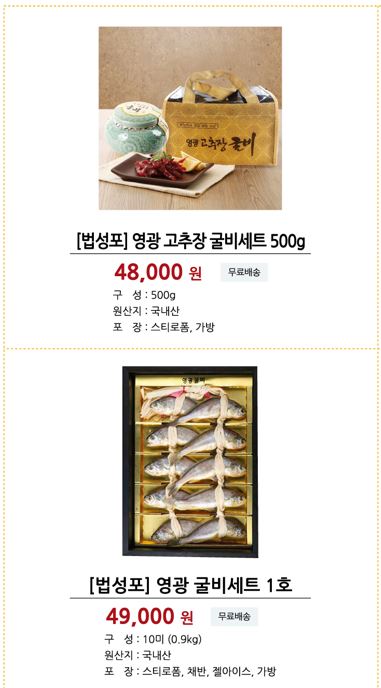 영광 고추장 굴비
[법성포] 영광 고추장 굴비세트 500g
48,000 원 무료배송
구 성 : 500g
원산지 : 국내산
포 장 : 스티로폼, 가방
영광굴비
[법성포] 영광 굴비세트 1호
49,000 원 무료배송
구 성 : 10미 (0.9kg)
원산지 : 국내산
포 장 : 스티로폼, 채반, 젤아이스, 가방